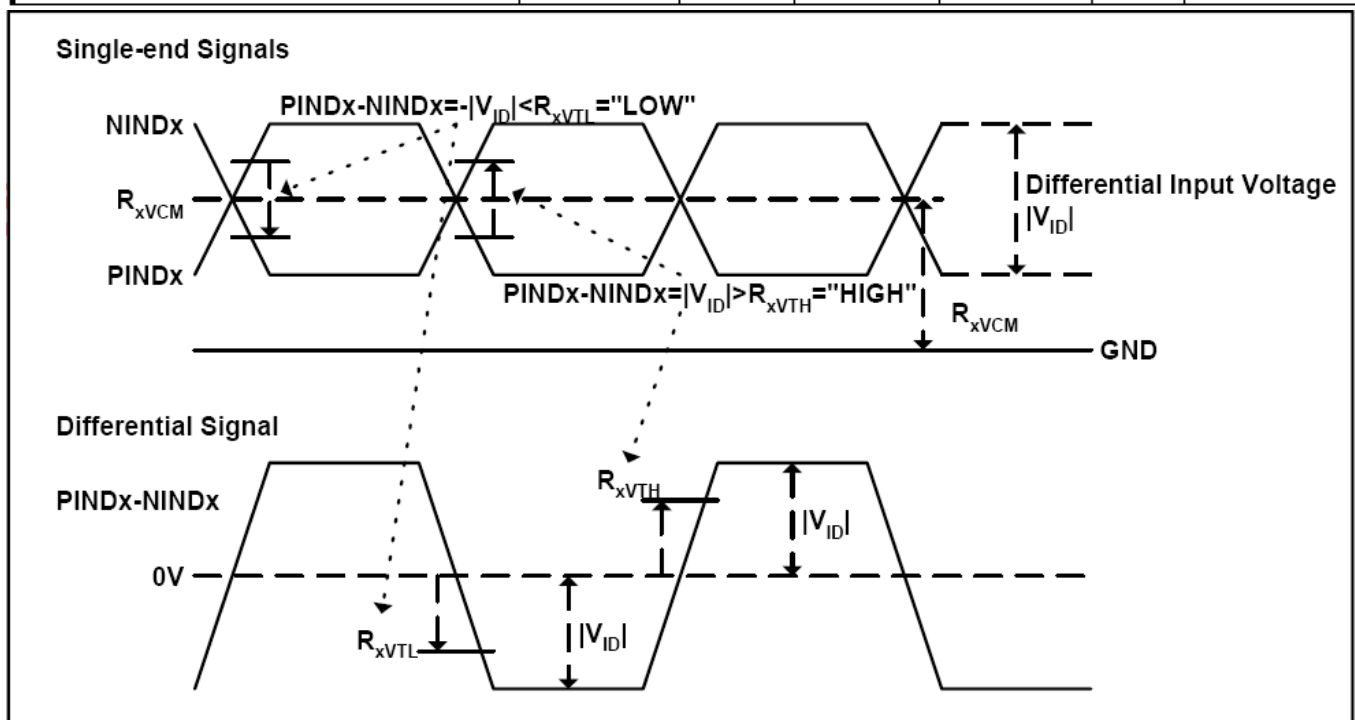 Single-end Signals
PINDx-NINDx=-|VID|<RxVTL="LOW"
NINDx
RxVCM
Differential Input Voltage
|VID|
PINDx
PINDx-NINDx=|VID|>RxVTH="HIGH"
RxVCM
GND
Differential Signal
RxVTH
PINDx-NINDx
|VID|
0V
RxVTL
|VID|